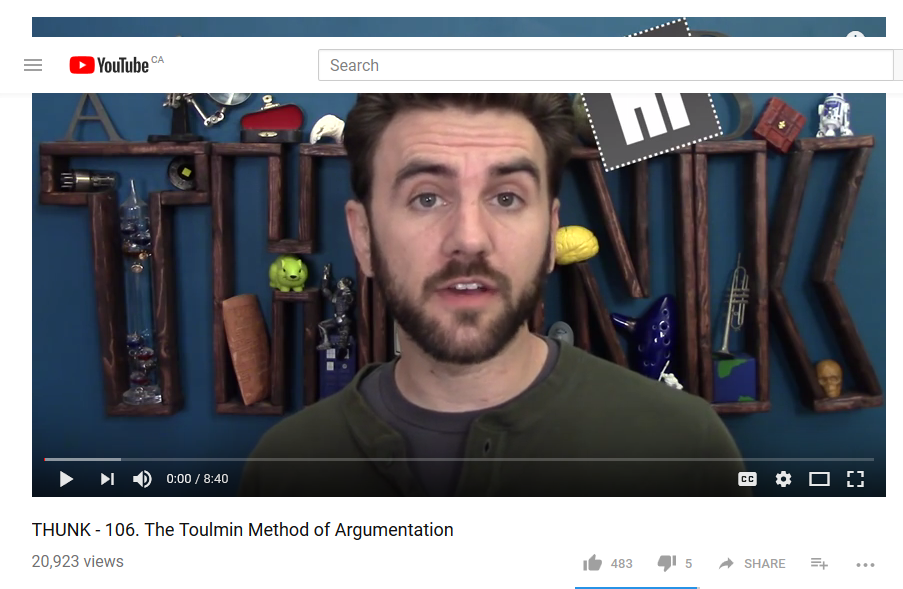 YouTube CA
Search
THUNK
0:00 / 8:40
CC
THUNK - 106. The Toulmin Method of Argumentation
20,923 views
483
5
SHARE